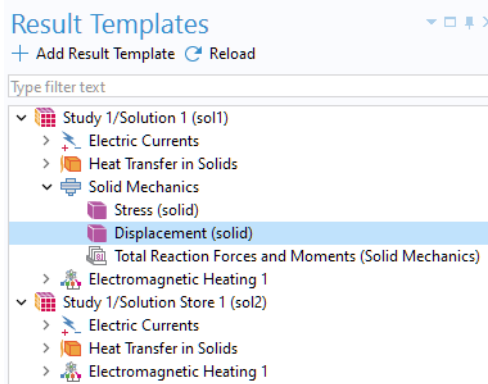 Result Templates
Add Result Template Reload
Type filter text
Study 1/Solution 1 (sol1)
Electric Currents
Heat Transfer in Solids
Solid Mechanics
Stress (solid)
Displacement (solid)
Total Reaction Forces and Moments (Solid Mechanics)
Electromagnetic Heating 1
Study 1/Solution Store 1 (sol2)
Electric Currents
Heat Transfer in Solids
Electromagnetic Heating 1